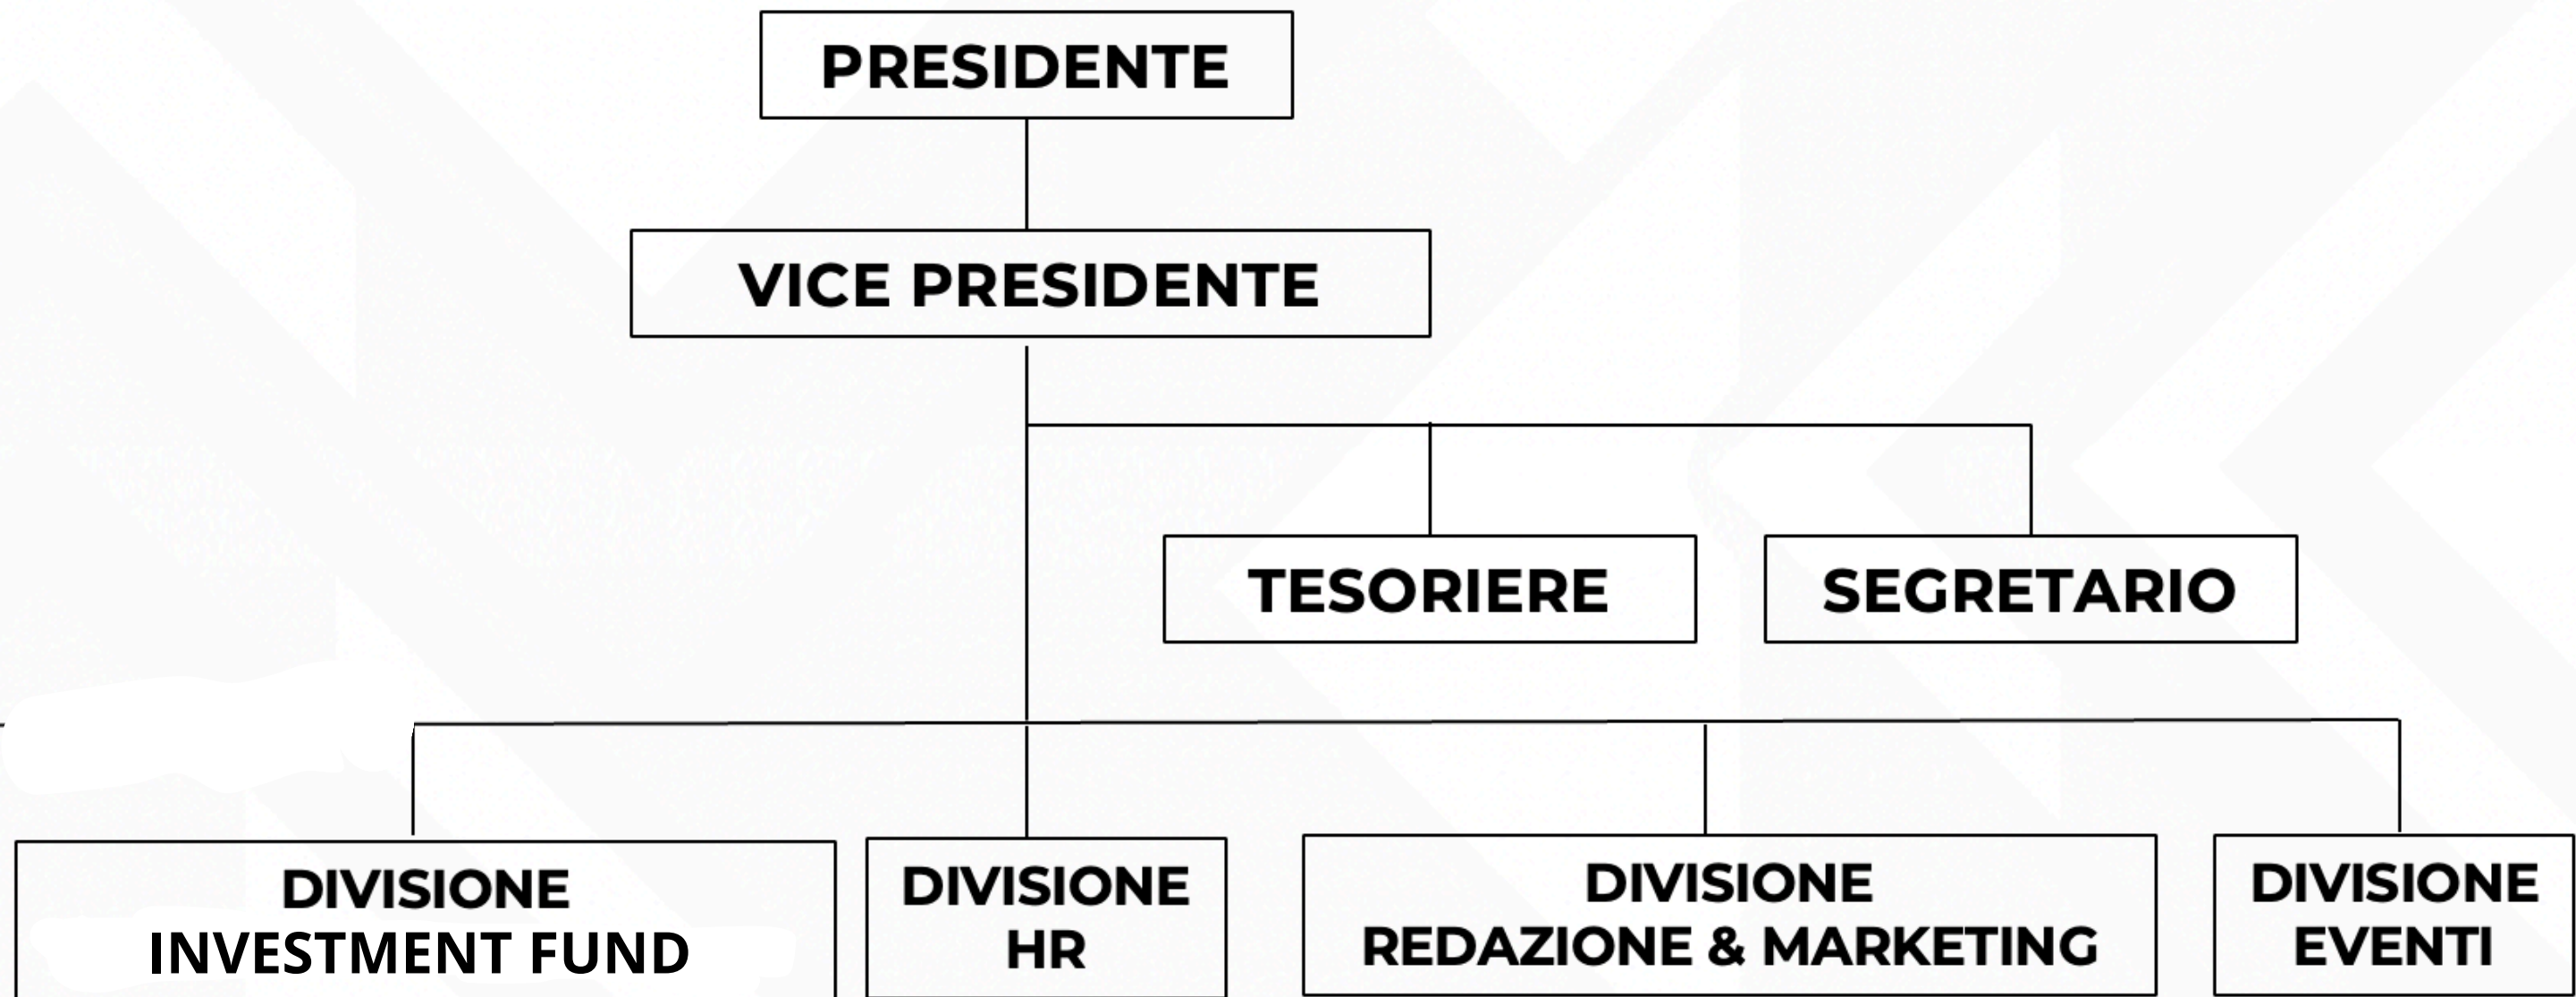 PRESIDENTE
VICE PRESIDENTE
TESORIERE
SEGRETARIO
DIVISIONE
INVESTMENT FUND
DIVISIONE
HR
DIVISIONE
REDAZIONE & MARKETING
DIVISIONE
EVENTI